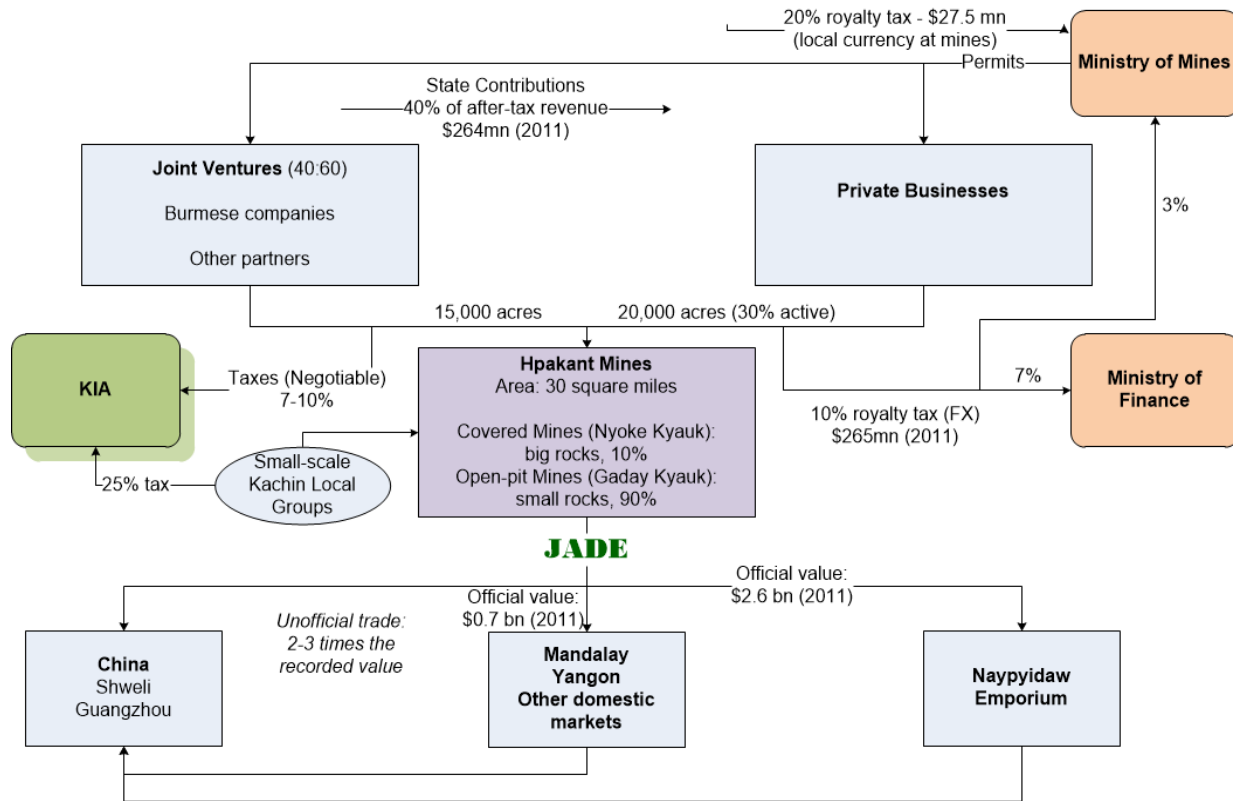 20% royalty tax - $27.5 mn
(local currency at mines)
Ministry of Mines
Permits
State Contributions
40% of after-tax revenue
$264mn (2011)
Joint Ventures (40:60)
Burmese companies
Other partners
Private Businesses
3%
15,000 acres
20,000 acres (30% active)
KIA
Taxes (Negotiable)
7-10%
Hpakant Mines
Area: 30 square miles
Covered Mines (Nyoke Kyauk):
big rocks, 10%
Open-pit Mines (Gaday Kyauk):
small rocks, 90%
7%
Ministry of
Finance
10% royalty tax (FX)
$265mn (2011)
25% tax
Small-scale
Kachin Local
Groups
JADE
Official value:
$2.6 bn (2011)
Official value:
$0.7 bn (2011)
Unofficial trade:
2-3 times the
recorded value
China
Shweli
Guangzhou
Mandalay
Yangon
Other domestic
markets
Naypyidaw
Emporium